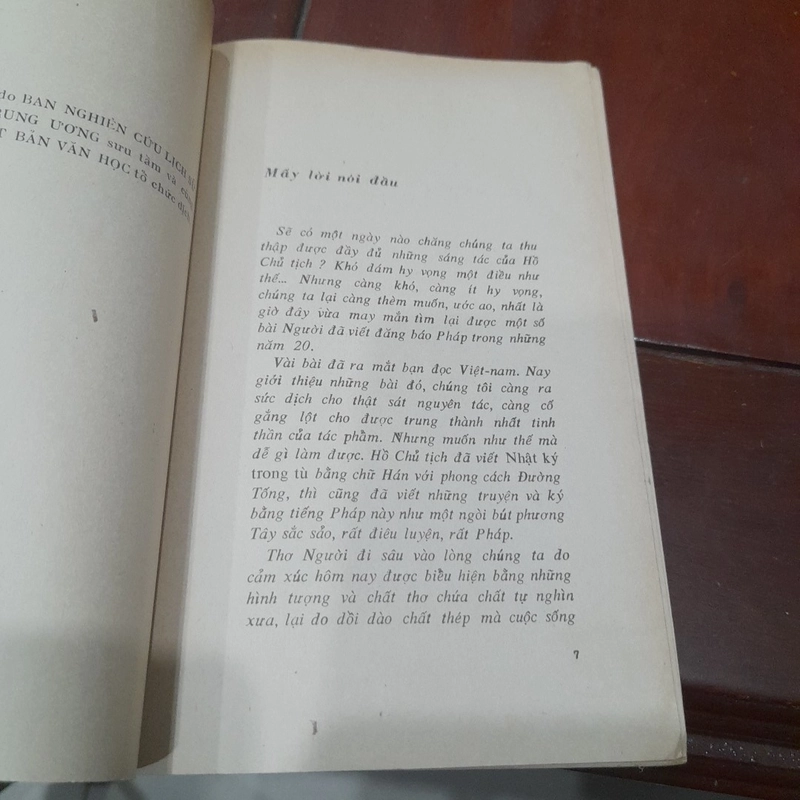 do BAN NGHIÊN CỨU LỊCH
TRUNG ƯƠNG sưu tầm và
BẢN VĂN HỌC tổ chức dịch
Mấy lời nói đầu
Sẽ có một ngày nào chăng chúng ta thu
thập được đầy đủ những sáng tác của Hồ
Chủ tịch ? Khó dám hy vọng một điều như
thế... Nhưng càng khó, càng ít hy vọng,
chúng ta lại càng thèm muốn, ước ao, nhất là
giờ đây vừa may mắn tìm lại được một số
bài Người đã viết đăng báo Pháp trong những
năm 20.
Vài bài đã ra mắt bạn đọc Việt-nam. Nay
giới thiệu những bài đó, chúng tôi càng ra
sức dịch cho thật sát nguyên tác, càng cố
gắng lột cho được trung thành nhất tinh
thần của tác phẩm. Nhưng muốn như thế mà
dễ gì làm được. Hồ Chủ tịch đã viết Nhật ký
trong tù bằng chữ Hán với phong cách Đường
Tống, thì cũng đã viết những truyện và ký
bằng tiếng Pháp này như một ngòi bút phương
Tây sắc sảo, rất điêu luyện, rất Pháp.
Thơ Người đi sâu vào lòng chúng ta do
cảm xúc hôm nay được biểu hiện bằng những
hình tượng và chất thơ chứa chất tự nghìn
xưa, lại do dồi dào chất thép mà cuộc sống
7